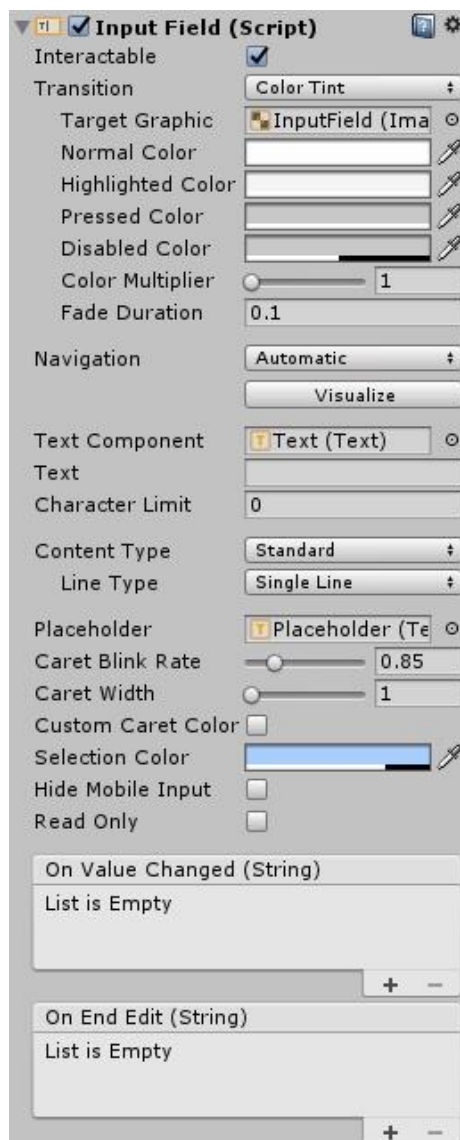 Input Field (Script)
Interactable
Transition Color Tint
Target Graphic InputField (Ima
Normal Color
Highlighted Color
Pressed Color
Disabled Color
Color Multiplier 1
Fade Duration 0.1
Navigation Automatic
Visualize
Text Component Text (Text)
Text
Character Limit 0
Content Type Standard
Line Type Single Line
Placeholder Placeholder (Te
Caret Blink Rate 0.85
Caret Width 1
Custom Caret Color
Selection Color
Hide Mobile Input
Read Only
On Value Changed (String)
List is Empty
+ −
On End Edit (String)
List is Empty
+ −